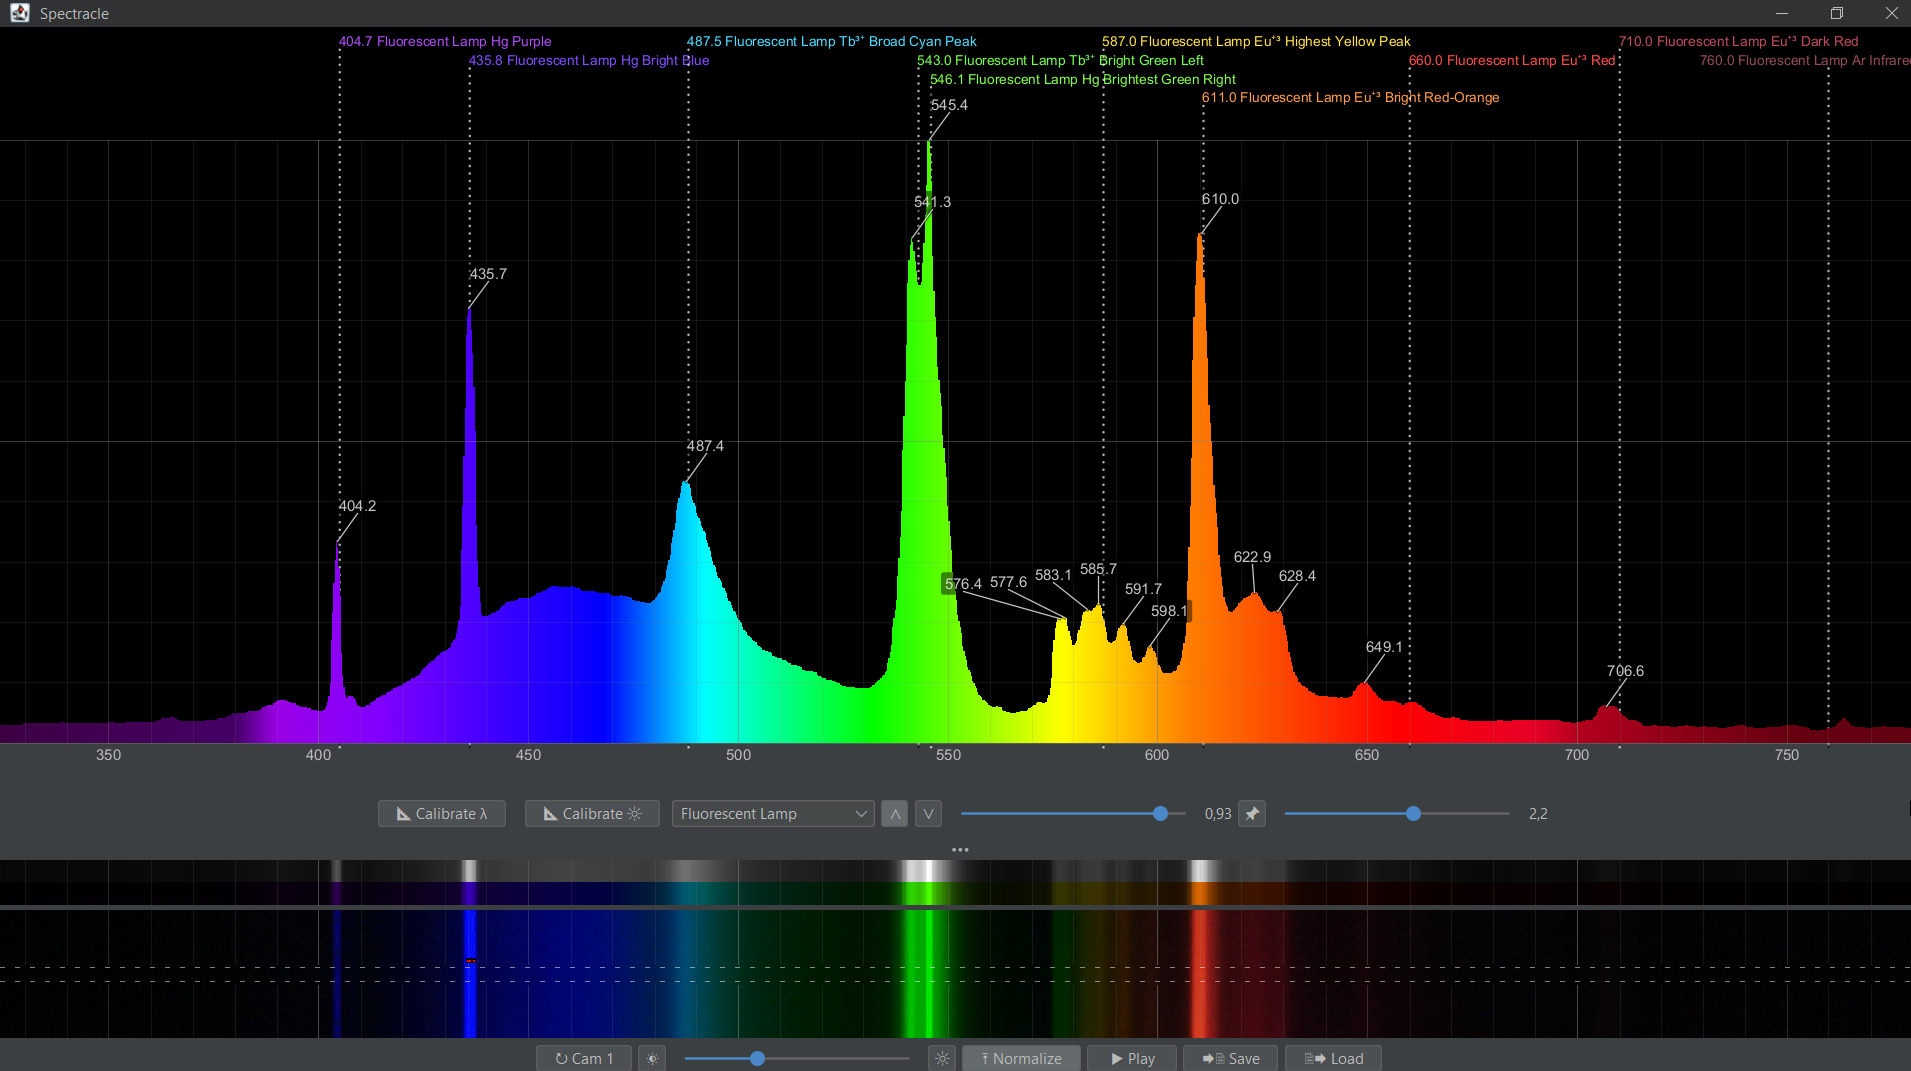 Spectracle
404.7 Fluorescent Lamp Hg Purple
487.5 Fluorescent Lamp Tb³⁺ Broad Cyan Peak
587.0 Fluorescent Lamp Eu⁺³ Highest Yellow Peak
710.0 Fluorescent Lamp Eu⁺³ Dark Red
435.8 Fluorescent Lamp Hg Bright Blue
543.0 Fluorescent Lamp Tb³⁺ Bright Green Left
660.0 Fluorescent Lamp Eu⁺³ Red
760.0 Fluorescent Lamp Ar Infrare
546.1 Fluorescent Lamp Hg Brightest Green Right
611.0 Fluorescent Lamp Eu⁺³ Bright Red-Orange
545.4
541.3
610.0
435.7
487.4
404.2
622.9
585.7
583.1
628.4
577.6
576.4
591.7
598.1
649.1
706.6
350 400 450 500 550 600 650 700 750
Calibrate λ
Calibrate
Fluorescent Lamp
0,93
2,2
Cam 1
Normalize
Play
Save
Load